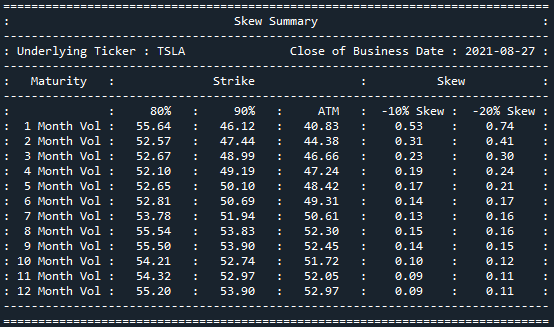 ================================================================================
:                                 Skew Summary                                 :
--------------------------------------------------------------------------------
: Underlying Ticker : TSLA               Close of Business Date : 2021-08-27 :
--------------------------------------------------------------------------------
:   Maturity   :               Strike               :          Skew          :
--------------------------------------------------------------------------------
:              :     80%   :     90%   :     ATM    : -10% Skew : -20% Skew :
:  1 Month Vol :   55.64   :   46.12   :   40.83    :    0.53   :    0.74   :
:  2 Month Vol :   52.57   :   47.44   :   44.38    :    0.31   :    0.41   :
:  3 Month Vol :   52.67   :   48.99   :   46.66    :    0.23   :    0.30   :
:  4 Month Vol :   52.10   :   49.19   :   47.24    :    0.19   :    0.24   :
:  5 Month Vol :   52.65   :   50.10   :   48.42    :    0.17   :    0.21   :
:  6 Month Vol :   52.81   :   50.69   :   49.31    :    0.14   :    0.17   :
:  7 Month Vol :   53.78   :   51.94   :   50.61    :    0.13   :    0.16   :
:  8 Month Vol :   55.54   :   53.83   :   52.30    :    0.15   :    0.16   :
:  9 Month Vol :   55.50   :   53.90   :   52.45    :    0.14   :    0.15   :
: 10 Month Vol :   54.21   :   52.74   :   51.72    :    0.10   :    0.12   :
: 11 Month Vol :   54.32   :   52.97   :   52.05    :    0.09   :    0.11   :
: 12 Month Vol :   55.20   :   53.90   :   52.97    :    0.09   :    0.11   :
--------------------------------------------------------------------------------
================================================================================